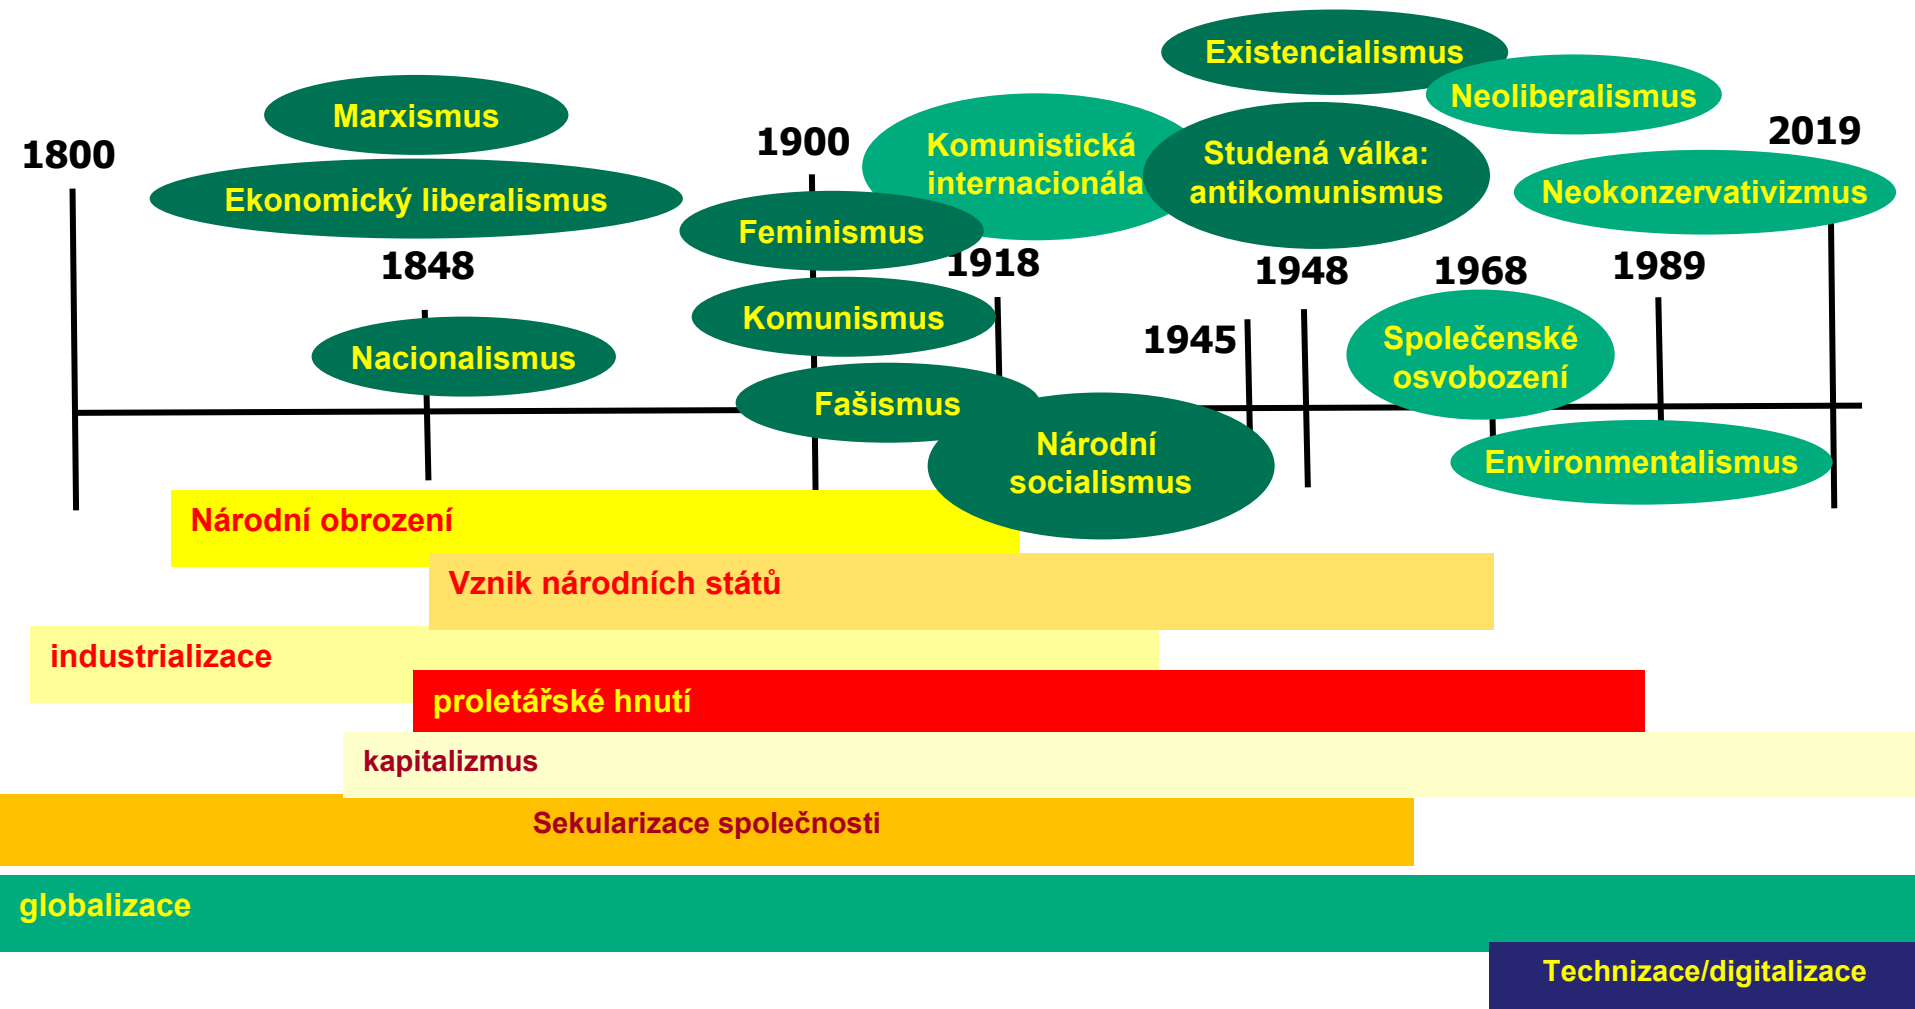 Existencialismus
Neoliberalismus
Marxismus
1800
1900
Komunistická
internacionála
Studená válka:
antikomunismus
2019
Ekonomický liberalismus
Neokonzervativizmus
Feminismus
1848
1918
1948
1968
1989
Komunismus
1945
Společenské
osvobození
Nacionalismus
Fašismus
Národní
socialismus
Environmentalismus
Národní obrození
Vznik národních států
industrializace
proletářské hnutí
kapitalizmus
Sekularizace společnosti
globalizace
Technizace/digitalizace